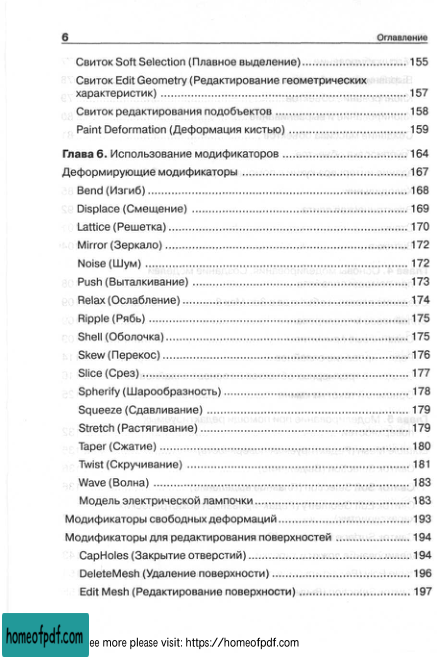 6 Оглавление
Свиток Soft Selection (Плавное выделение) 155
Свиток Edit Geometry (Редактирование геометрических
характеристик) 157
Свиток редактирования подобъектов 158
Paint Deformation (Деформация кистью) 159
Глава 6. Использование модификаторов 164
Деформирующие модификаторы 167
Bend (Изгиб) 168
Displace (Смещение) 169
Lattice (Решетка) 170
Mirror (Зеркало) 172
Noise (Шум) 172
Push (Выталкивание) 173
Relax (Ослабление) 174
Ripple (Рябь) 175
Shell (Оболочка) 175
Skew (Перекос) 176
Slice (Срез) 177
Spherify (Шарообразность) 178
Squeeze (Сдавливание) 179
Stretch (Растягивание) 179
Taper (Сжатие) 180
Twist (Скручивание) 181
Wave (Волна) 183
Модель электрической лампочки 183
Модификаторы свободных деформаций 193
Модификаторы для редактирования поверхностей 194
CapHoles (Закрытие отверстий) 194
DeleteMesh (Удаление поверхности) 196
Edit Mesh (Редактирование поверхности) 197
homeofpdf.com
ee more please visit: https://homeofpdf.com